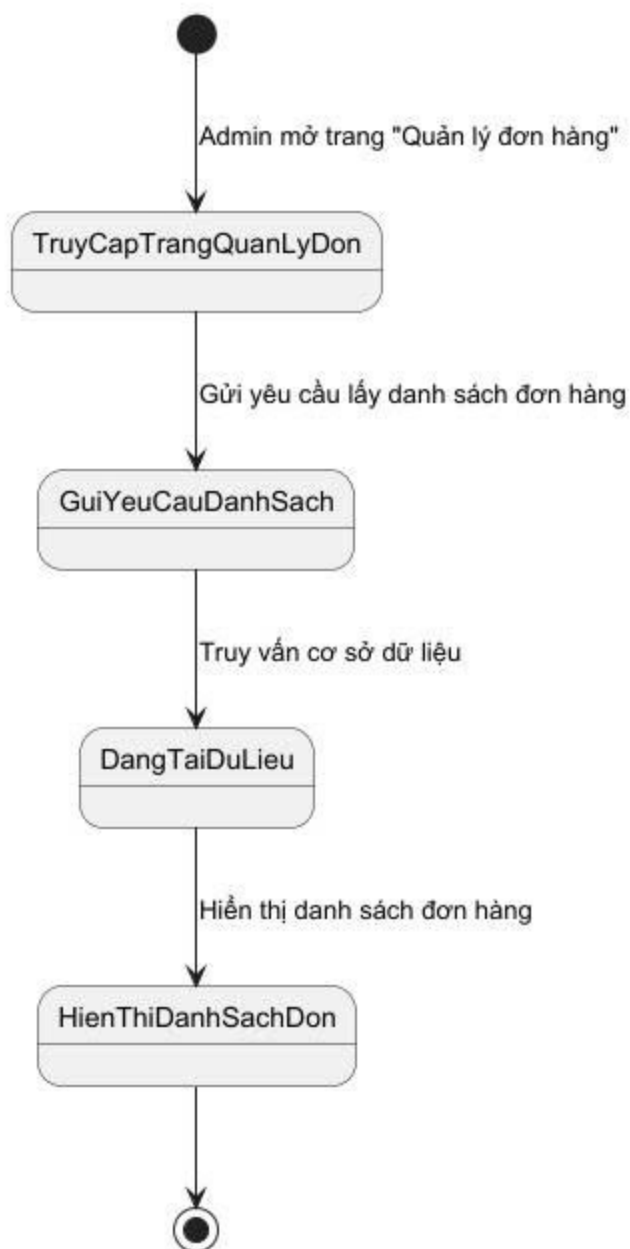 Admin mở trang "Quản lý đơn hàng"
TruyCapTrangQuanLyDon
Gửi yêu cầu lấy danh sách đơn hàng
GuiYeuCauDanhSach
Truy vấn cơ sở dữ liệu
DangTaiDuLieu
Hiển thị danh sách đơn hàng
HienThiDanhSachDon